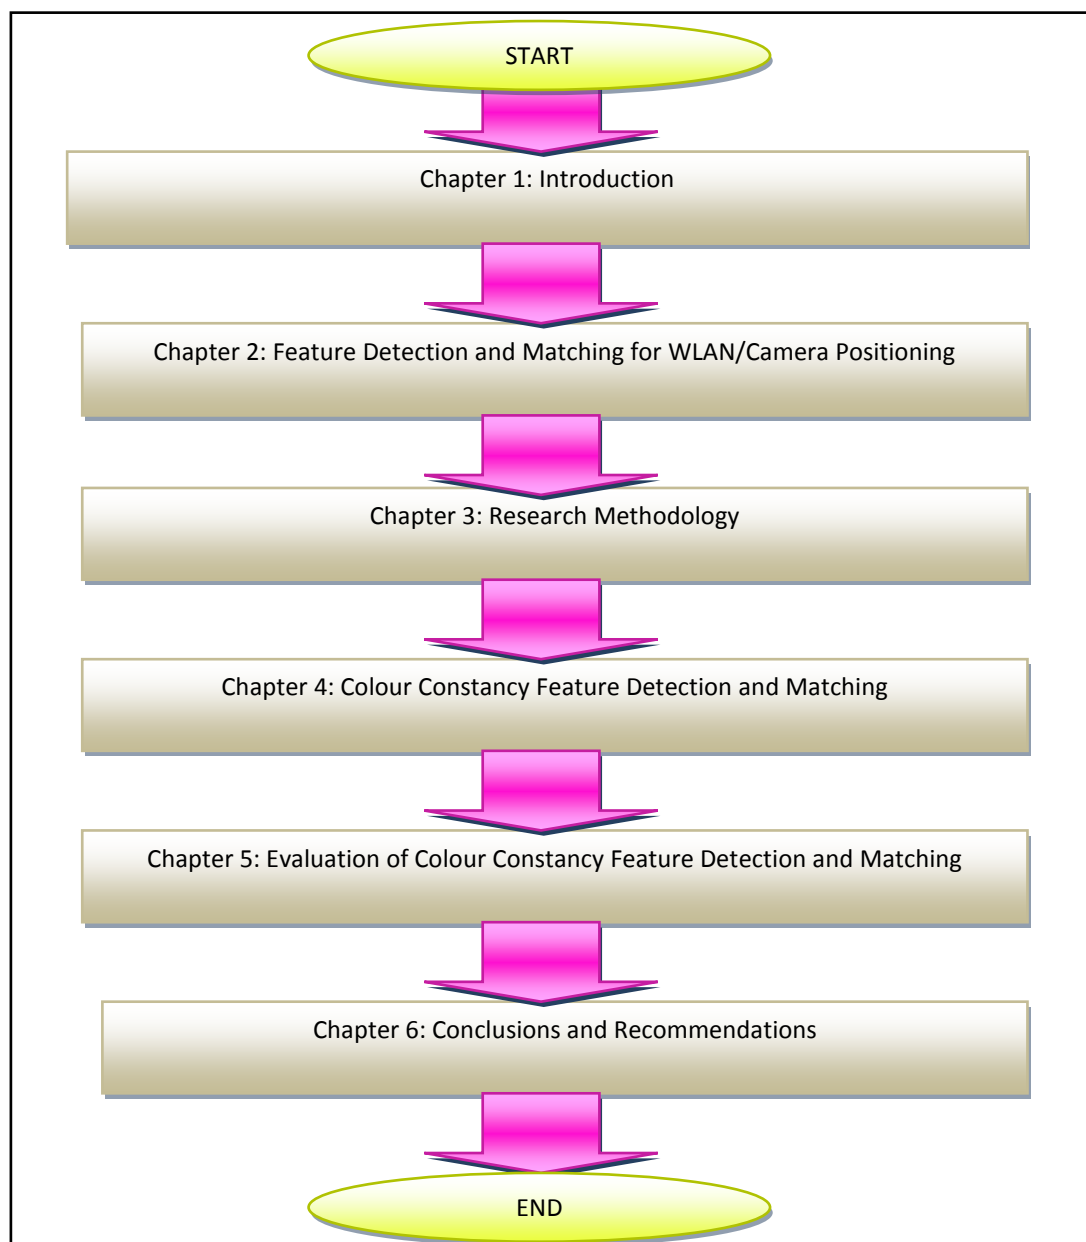 START
Chapter 1: Introduction
Chapter 2: Feature Detection and Matching for WLAN/Camera Positioning
Chapter 3: Research Methodology
Chapter 4: Colour Constancy Feature Detection and Matching
Chapter 5: Evaluation of Colour Constancy Feature Detection and Matching
Chapter 6: Conclusions and Recommendations
END